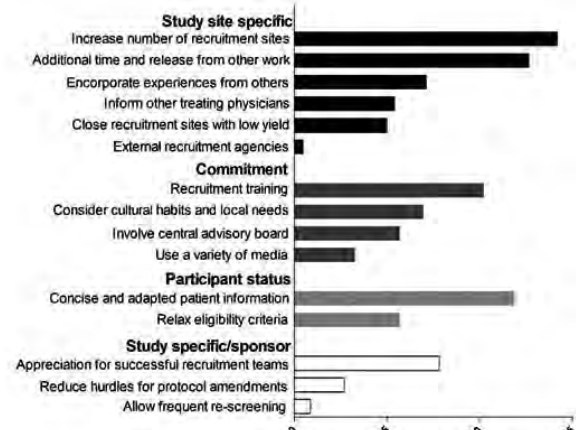 Study site specific
Increase number of recruitment sites
Additional time and release from other work
Encorporate experiences from others
Inform other treating physicians
Close recruitment sites with low yield
External recruitment agencies
Commitment
Recruitment training
Consider cultural habits and local needs
Involve central advisory board
Use a variety of media
Participant status
Concise and adapted patient information
Relax eligibility criteria
Study specific/sponsor
Appreciation for successful recruitment teams
Reduce hurdles for protocol amendments
Allow frequent re-screening